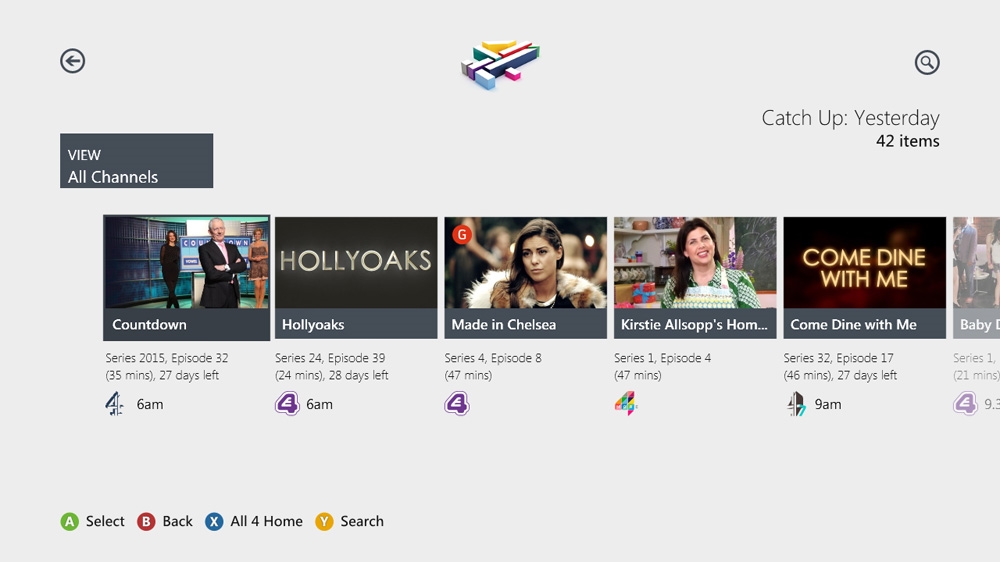 Catch Up: Yesterday
42 items
VIEW
All Channels
COUNTDOWN
HOLLYOAKS
G
COME DINE
WITH ME
Countdown
Hollyoaks
Made in Chelsea
Kirstie Allsopp's Hom...
Come Dine with Me
Baby D
Series 2015, Episode 32
(35 mins), 27 days left
Series 24, Episode 39
(24 mins), 28 days left
Series 4, Episode 8
(47 mins)
Series 1, Episode 4
(47 mins)
Series 32, Episode 17
(46 mins), 27 days left
Series 1,
(21 mins)
6am
6am
9am
9.3
A Select B Back X All 4 Home Y Search